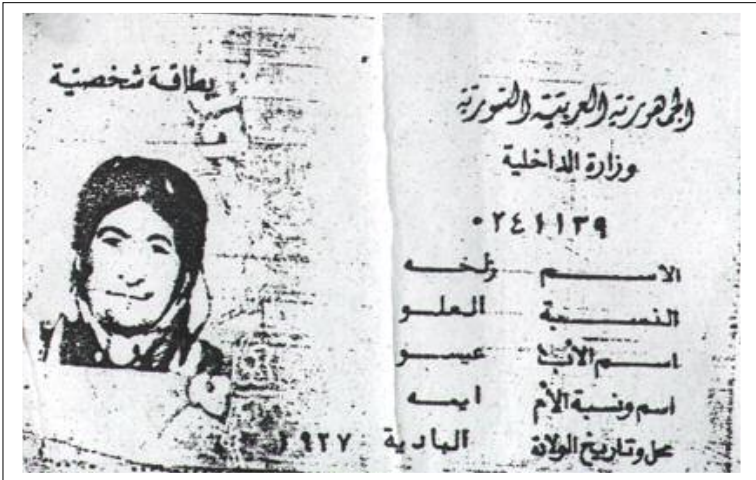 بطاقة شخصية
الجمهورية العربية السورية
وزارة الداخلية
٠٢٤١١٣٩
الاسم زلخه
النسبة العلو
اسم الأب عيسو
اسم ونسبة الأم ايمه
محل وتاريخ الولادة البادية ١٩٢٧